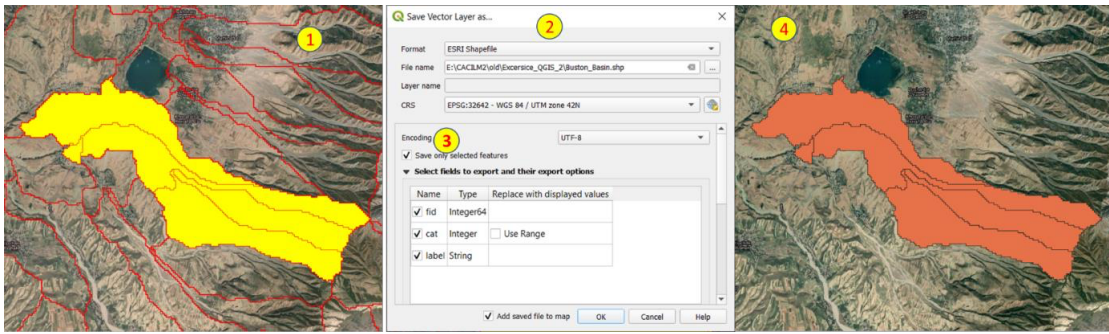 1
Save Vector Layer as...
2
Format
ESRI Shapefile
File name
E:\CACILM2\old\Excersice_QGIS_2\Buston_Basin.shp
...
Layer name
CRS
EPSG:32642 - WGS 84 / UTM zone 42N
3
Encoding
UTF-8
Save only selected features
Select fields to export and their export options
Name Type Replace with displayed values
fid Integer64
cat Integer Use Range
label String
Add saved file to map OK Cancel Help
4